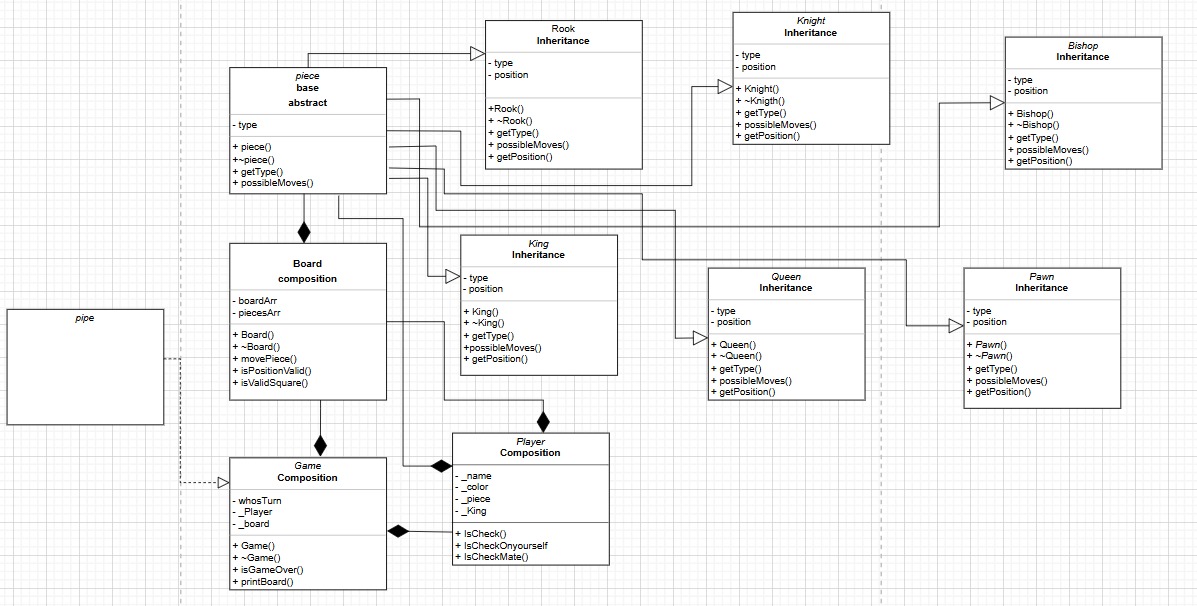 piece
base
abstract
- type
+ piece()
+~piece()
+ getType()
+ possibleMoves()
Rook
Inheritance
- type
- position
+Rook()
+ ~Rook()
+ getType()
+ possibleMoves()
+ getPosition()
Knight
Inheritance
- type
- position
+ Knight()
+ ~Knigth()
+ getType()
+ possibleMoves()
+ getPosition()
Bishop
Inheritance
- type
- position
+ Bishop()
+ ~Bishop()
+ getType()
+ possibleMoves()
+ getPosition()
Board
composition
- boardArr
- piecesArr
+ Board()
+ ~Board()
+ movePiece()
+ isPositionValid()
+ isValidSquare()
King
Inheritance
- type
- position
+ King()
+ ~King()
+ getType()
+possibleMoves()
+ getPosition()
Queen
Inheritance
- type
- position
+ Queen()
+ ~Queen()
+ getType()
+ possibleMoves()
+ getPosition()
Pawn
Inheritance
- type
- position
+ Pawn()
+ ~Pawn()
+ getType()
+ possibleMoves()
+ getPosition()
pipe
Game
Composition
- whosTurn
- _Player
- _board
+ Game()
+ ~Game()
+ isGameOver()
+ printBoard()
Player
Composition
- _name
- _color
- _piece
- _King
+ IsCheck()
+ IsCheckOnyourself
+ IsCheckMate()